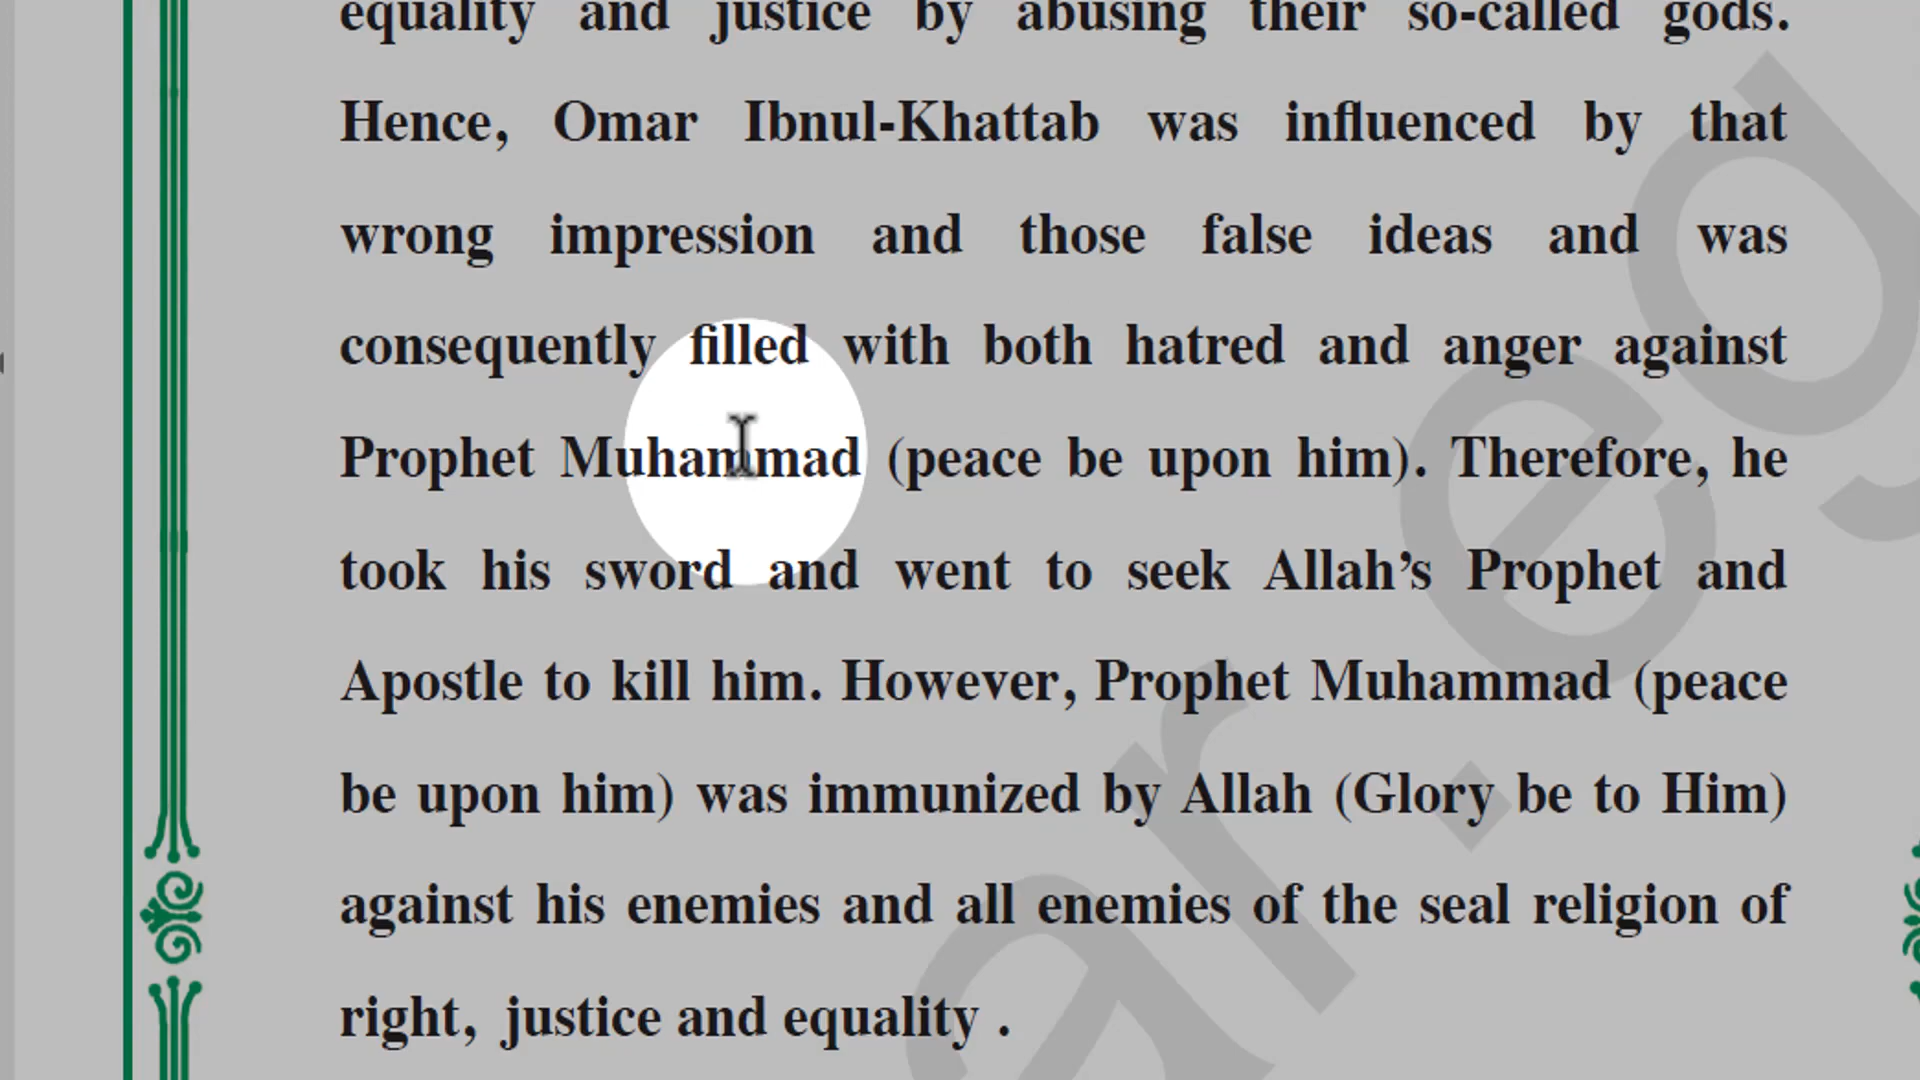 equality and justice by abusing their so-called gods.
Hence, Omar Ibnul-Khattab was influenced by that
wrong impression and those false ideas and was
consequently filled with both hatred and anger against
Prophet Muhammad (peace be upon him). Therefore, he
took his sword and went to seek Allah’s Prophet and
Apostle to kill him. However, Prophet Muhammad (peace
be upon him) was immunized by Allah (Glory be to Him)
against his enemies and all enemies of the seal religion of
right, justice and equality .